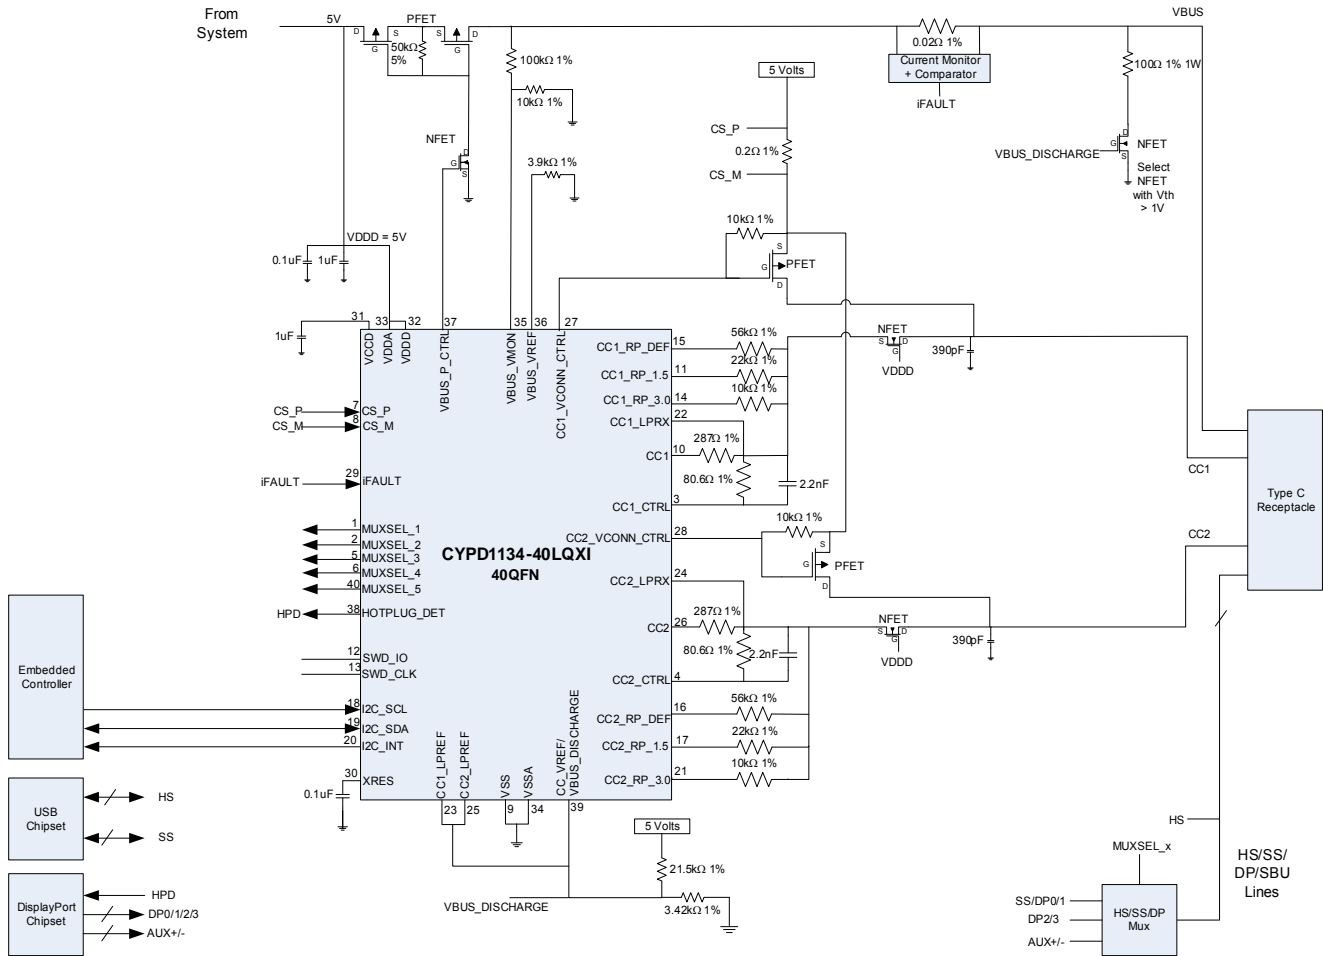 From
System
5V
PFET
D
S
G
50kΩ
5%
S
D
G
100kΩ 1%
10kΩ 1%
0.02Ω 1%
Current Monitor
+ Comparator
iFAULT
VBUS
100Ω 1% 1W
5 Volts
CS_P
0.2Ω 1%
CS_M
NFET
D
G
S
3.9kΩ 1%
VBUS_DISCHARGE
D
G
S
NFET
Select
NFET
with Vth
> 1V
VDDD = 5V
0.1uF
1uF
10kΩ 1%
S
G
D
PFET
1uF
31
33
32
37
35
36
27
VCCD
VDDA
VDDD
VBUS_P_CTRL
VBUS_VMON
VBUS_VREF
CC1_VCONN_CTRL
CC1_RP_DEF
15
56kΩ 1%
CC1_RP_1.5
11
22kΩ 1%
CC1_RP_3.0
14
10kΩ 1%
CC1_LPRX
22
CC1
10
287Ω 1%
80.6Ω 1%
2.2nF
CC1_CTRL
3
NFET
S
D
G
VDDD
390pF
CS_P
7
CS_P
CS_M
8
CS_M
iFAULT
29
iFAULT
1
MUXSEL_1
2
MUXSEL_2
5
MUXSEL_3
6
MUXSEL_4
40
MUXSEL_5
HPD
38
HOTPLUG_DET
12
SWD_IO
13
SWD_CLK
18
I2C_SCL
19
I2C_SDA
20
I2C_INT
30
XRES
0.1uF
CYPD1134-40LQXI
40QFN
CC2_VCONN_CTRL
28
10kΩ 1%
S
G
D
PFET
CC2_LPRX
24
CC2
26
287Ω 1%
80.6Ω 1%
2.2nF
CC2_CTRL
4
NFET
S
D
G
VDDD
390pF
CC2_RP_DEF
16
56kΩ 1%
CC2_RP_1.5
17
22kΩ 1%
CC2_RP_3.0
21
10kΩ 1%
CC1
CC2
Type C
Receptacle
CC1_LPREF
CC2_LPREF
VSS
VSSA
CC_VREF/
VBUS_DISCHARGE
23
25
9
34
39
5 Volts
21.5kΩ 1%
3.42kΩ 1%
VBUS_DISCHARGE
Embedded
Controller
USB
Chipset
HS
SS
DisplayPort
Chipset
HPD
DP0/1/2/3
AUX+/-
HS
MUXSEL_x
SS/DP0/1
DP2/3
AUX+/-
HS/SS/DP
Mux
HS/SS/
DP/SBU
Lines